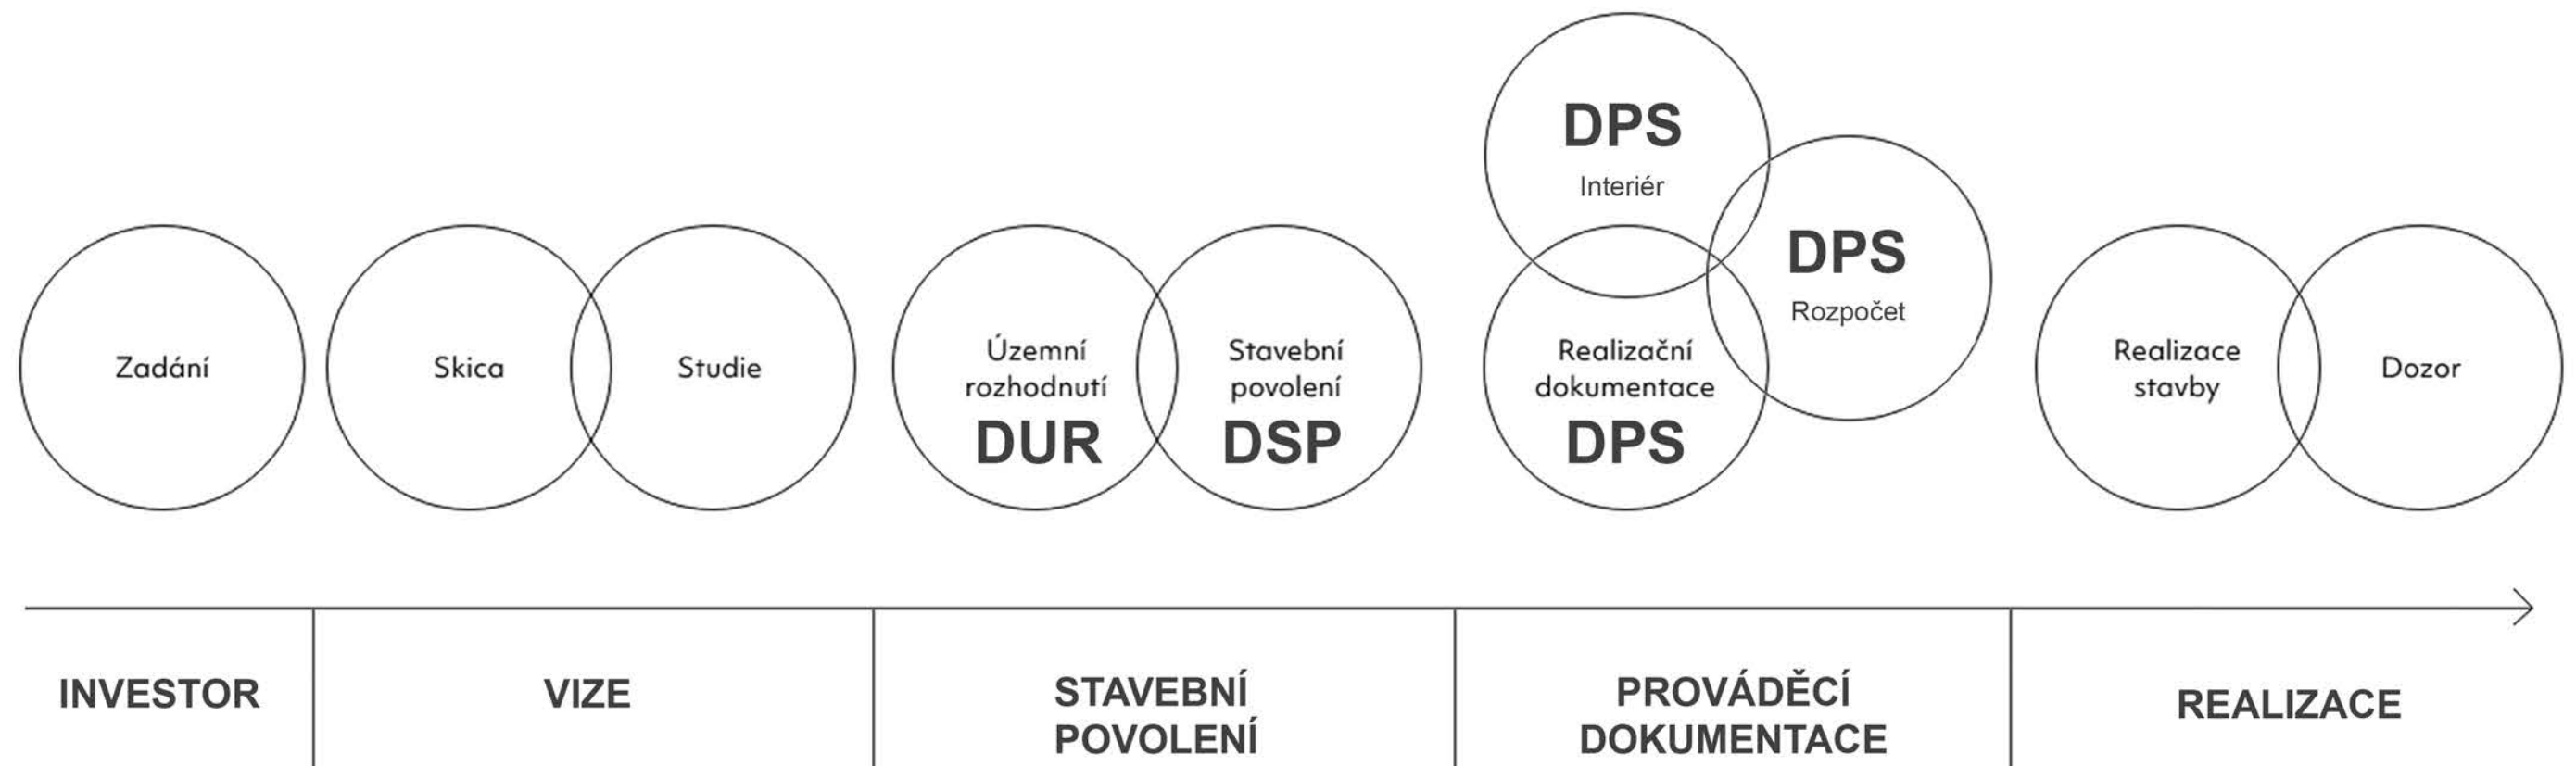 Zadání
Skica
Studie
Územní
rozhodnutí
DUR
Stavební
povolení
DSP
DPS
Interiér
DPS
Rozpočet
Realizační
dokumentace
DPS
Realizace
stavby
Dozor
INVESTOR
VIZE
STAVEBNÍ
POVOLENÍ
PROVÁDĚCÍ
DOKUMENTACE
REALIZACE